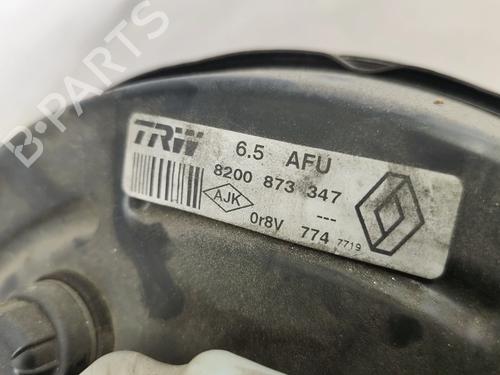 B-PARTS
TRW 6.5 AFU
8200 873 347
AJK ---
0r8V 774 7719